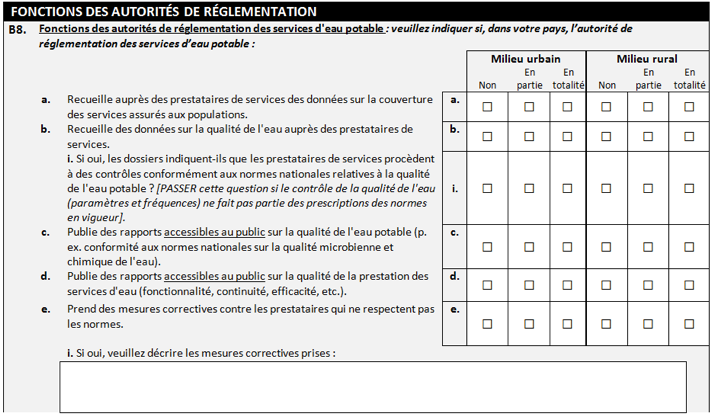 FONCTIONS DES AUTORITÉS DE RÉGLEMENTATION
B8. Fonctions des autorités de réglementation des services d'eau potable : veuillez indiquer si, dans votre pays, l'autorité de
réglementation des services d'eau potable :
Milieu urbain Milieu rural
Non En partie En totalité Non En partie En totalité
a. Recueille auprès des prestataires de services des données sur la couverture a. ☐ ☐ ☐ ☐ ☐ ☐
des services assurés aux populations.
b. Recueille des données sur la qualité de l'eau auprès des prestataires de b. ☐ ☐ ☐ ☐ ☐ ☐
services.
i. Si oui, les dossiers indiquent-ils que les prestataires de services procèdent
à des contrôles conformément aux normes nationales relatives à la qualité
de l'eau potable ? [PASSER cette question si le contrôle de la qualité de l'eau i. ☐ ☐ ☐ ☐ ☐ ☐
(paramètres et fréquences) ne fait pas partie des prescriptions des normes
en vigueur].
c. Publie des rapports accessibles au public sur la qualité de l'eau potable (p. c. ☐ ☐ ☐ ☐ ☐ ☐
ex. conformité aux normes nationales sur la qualité microbienne et
chimique de l'eau).
d. Publie des rapports accessibles au public sur la qualité de la prestation des d. ☐ ☐ ☐ ☐ ☐ ☐
services d'eau (fonctionnalité, continuité, efficacité, etc.).
e. Prend des mesures correctives contre les prestataires qui ne respectent pas e. ☐ ☐ ☐ ☐ ☐ ☐
les normes.
i. Si oui, veuillez décrire les mesures correctives prises :